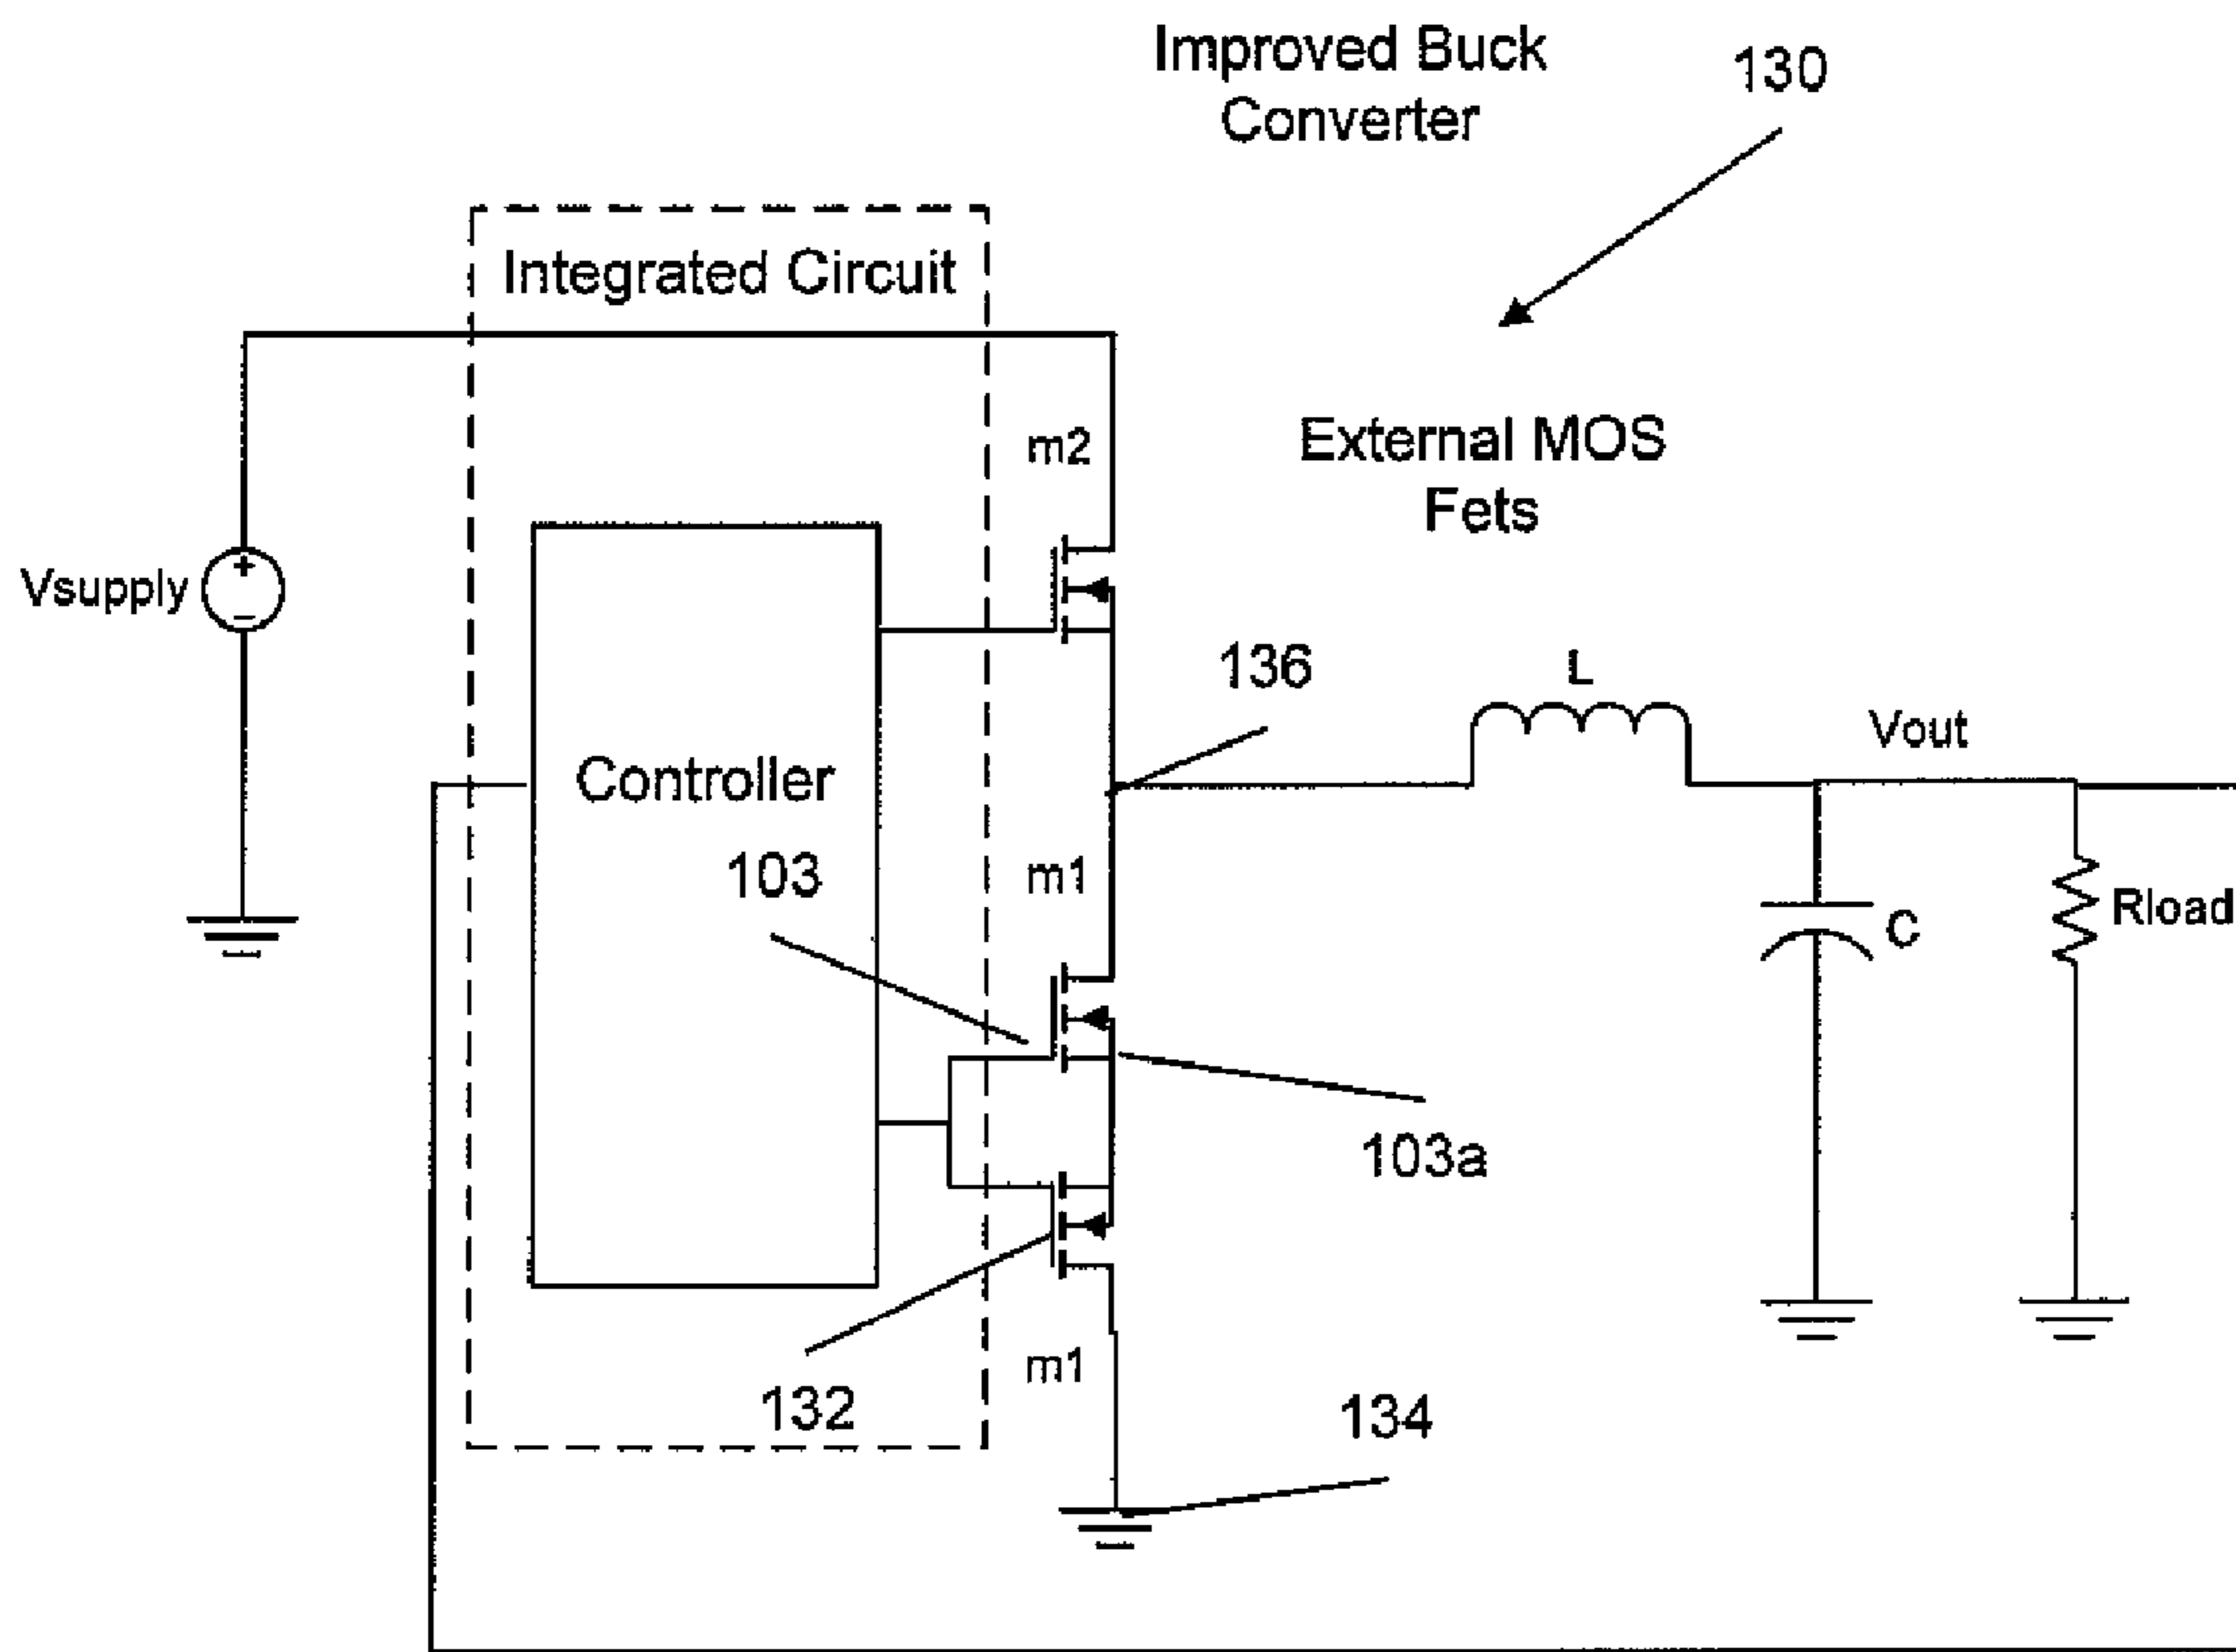 Improved Buck
Converter
130
Integrated Circuit
m2
External MOS
Fets
Vsupply
+
−
136
L
Vout
Controller
103
m1
C
Rload
103a
m1
132
134